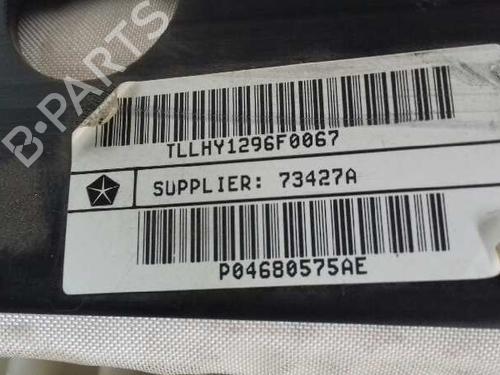 B-PARTS
TLLHY1296F0067
SUPPLIER: 73427A
P04680575AE